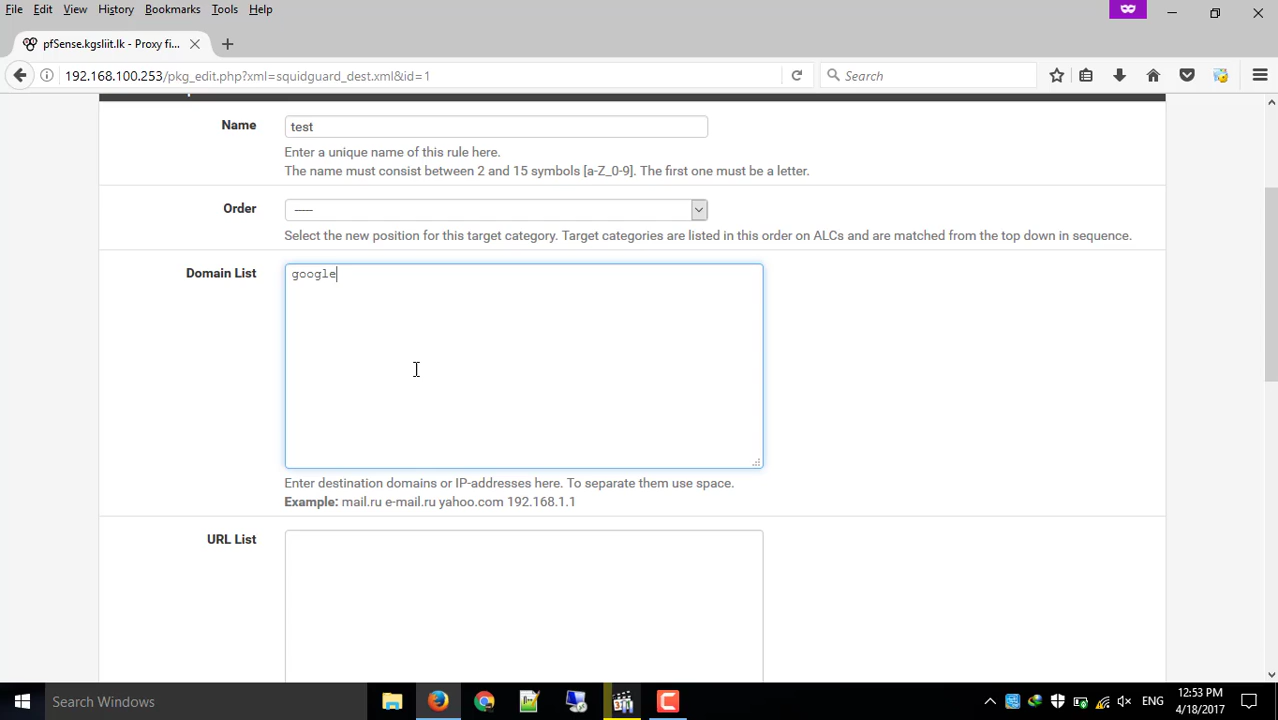 File Edit View History Bookmarks Tools Help
pfSense.kgsliit.lk - Proxy fi...
192.168.100.253/pkg_edit.php?xml=squidguard_dest.xml&id=1
Search
Name
test
Enter a unique name of this rule here.
The name must consist between 2 and 15 symbols [a-Z_0-9]. The first one must be a letter.
Order
-----
Select the new position for this target category. Target categories are listed in this order on ALCs and are matched from the top down in sequence.
Domain List
google
Enter destination domains or IP-addresses here. To separate them use space.
Example: mail.ru e-mail.ru yahoo.com 192.168.1.1
URL List
Search Windows
ENG
12:53 PM
4/18/2017